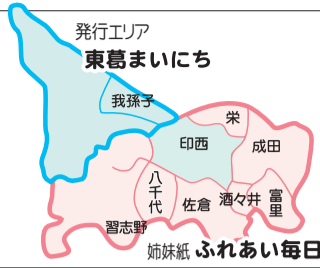 発行エリア
東葛まいにち
我孫子
栄
印西
成田
八千代
佐倉
酒々井
富里
習志野
姉妹紙 ふれあい毎日